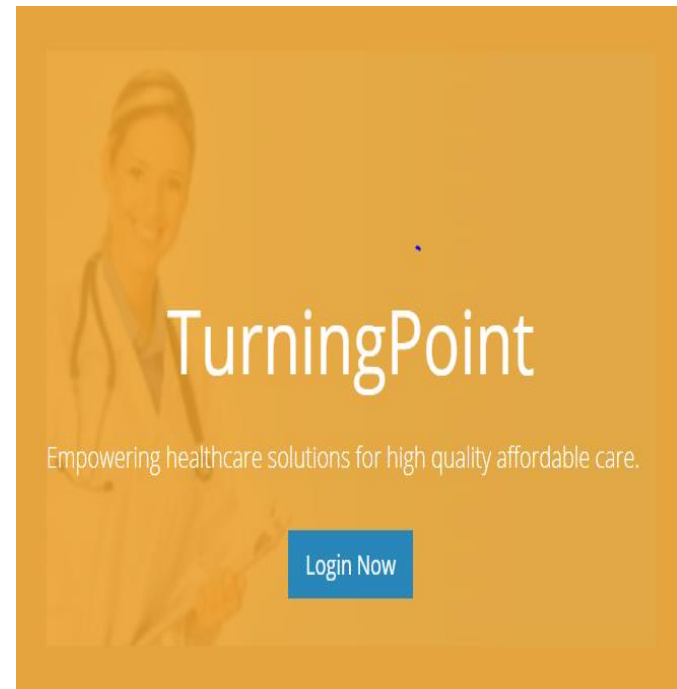 TurningPoint
Empowering healthcare solutions for high quality affordable care.
Login Now